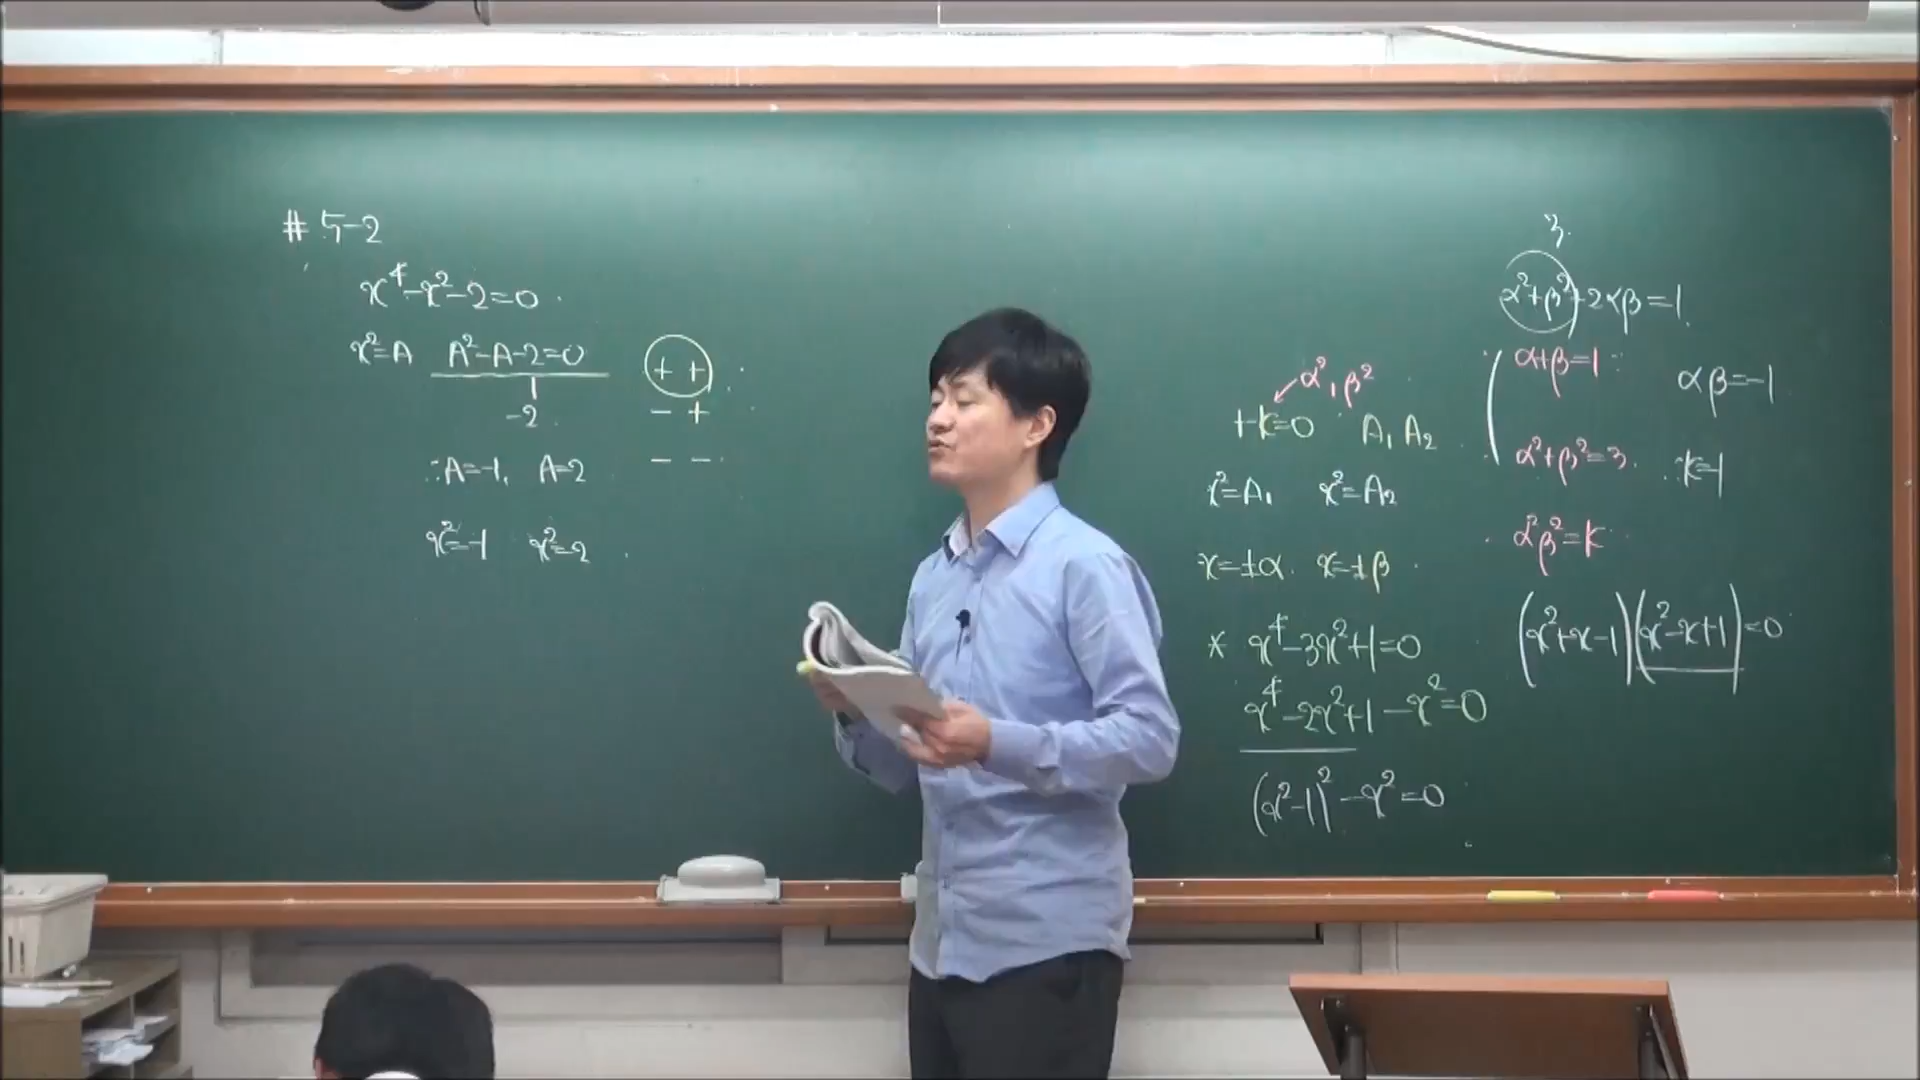 # 5-2
x⁴-x²-2=0
x²=A A²-A-2=0
-2
∴A=-1, A=2
x²=-1 x²=2
+ +
- +
- -
α², β²
+k=0 A₁ A₂
x²=A₁ x²=A₂
x=±α x=±β
* x⁴-3x²+1=0
x⁴-2x²+1-x²=0
(x²-1)²-x²=0
3
α²+β²+2αβ=1
α+β=1 αβ=-1
α²+β²=3 ∴k=1
α²β²=k
(x²+x-1)(x²-x+1)=0